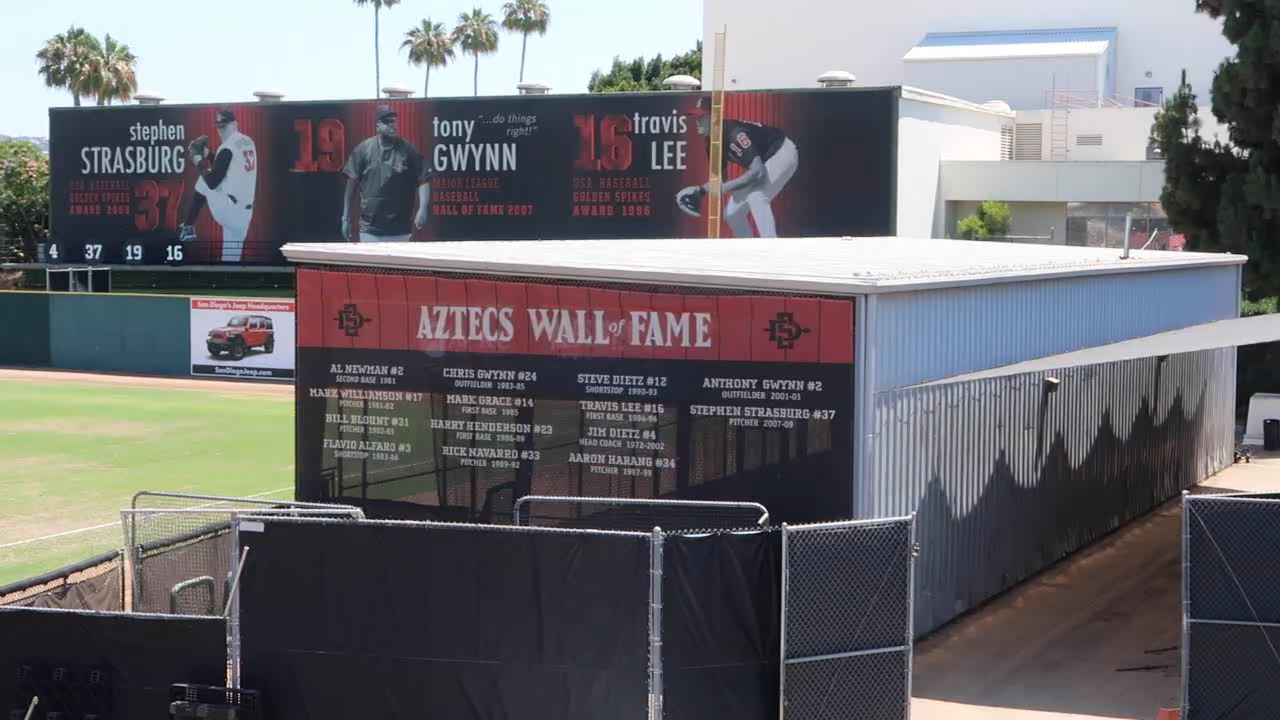 stephen
STRASBURG
USA BASEBALL
GOLDEN SPIKES
AWARD 2009
37
37
19
tony
GWYNN
"...do things
right!"
MAJOR LEAGUE
BASEBALL
HALL OF FAME 2007
16
travis
LEE
USA BASEBALL
GOLDEN SPIKES
AWARD 1996
16
4 37 19 16
San Diego's Jeep Headquarters
SanDiegoJeep.com
SD
AZTECS WALL of FAME
SD
AL NEWMAN #2
SECOND BASE 1981
MARK WILLIAMSON #17
PITCHER 1981-82
BILL BLOUNT #31
PITCHER 1982-85
FLAVIO ALFARO #3
SHORTSTOP 1983-84
CHRIS GWYNN #24
OUTFIELDER 1983-85
MARK GRACE #14
FIRST BASE 1985
HARRY HENDERSON #23
FIRST BASE 1986-89
RICK NAVARRO #33
PITCHER 1989-92
STEVE DIETZ #12
SHORTSTOP 1990-93
TRAVIS LEE #16
FIRST BASE 1994-96
JIM DIETZ #4
HEAD COACH 1972-2002
AARON HARANG #34
PITCHER 1997-99
ANTHONY GWYNN #2
OUTFIELDER 2001-03
STEPHEN STRASBURG #37
PITCHER 2007-09